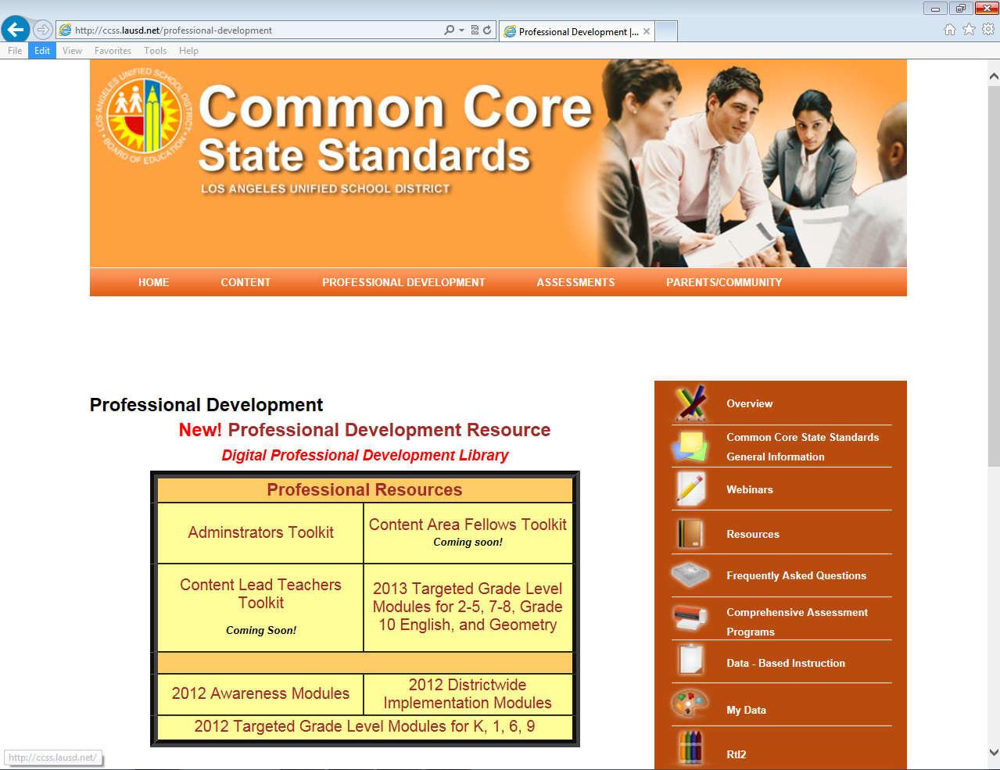 http://ccss.lausd.net/professional-development
Professional Development |...
File Edit View Favorites Tools Help
LOS ANGELES UNIFIED SCHOOL DISTRICT
BOARD OF EDUCATION
Common Core
State Standards
LOS ANGELES UNIFIED SCHOOL DISTRICT
HOME CONTENT PROFESSIONAL DEVELOPMENT ASSESSMENTS PARENTS/COMMUNITY
Professional Development
New! Professional Development Resource
Digital Professional Development Library
Professional Resources
Adminstrators Toolkit
Content Area Fellows Toolkit
Coming soon!
Content Lead Teachers
Toolkit
Coming Soon!
2013 Targeted Grade Level
Modules for 2-5, 7-8, Grade
10 English, and Geometry
2012 Awareness Modules
2012 Districtwide
Implementation Modules
2012 Targeted Grade Level Modules for K, 1, 6, 9
Overview
Common Core State Standards
General Information
Webinars
Resources
Frequently Asked Questions
Comprehensive Assessment
Programs
Data - Based Instruction
My Data
RtI2
http://ccss.lausd.net/